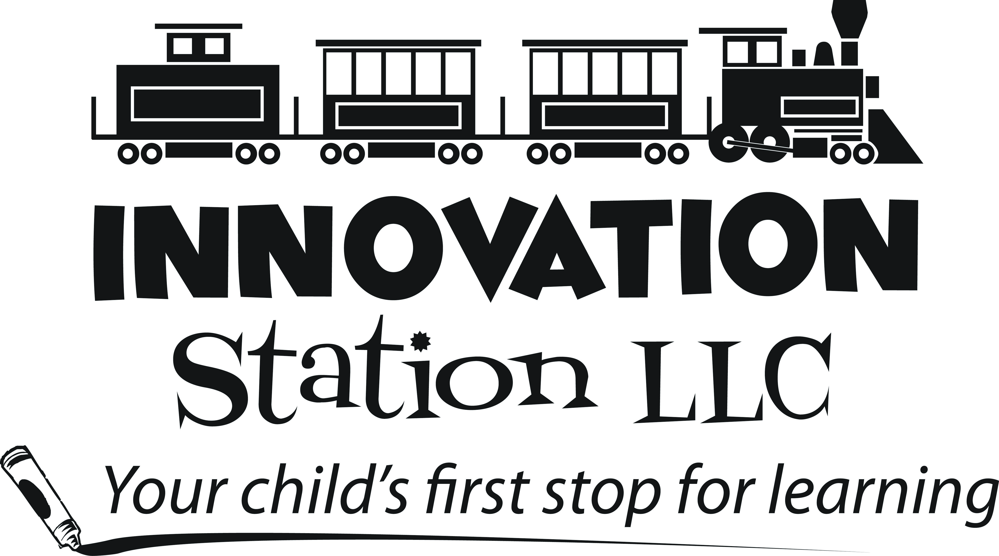 INNOVATION
Station LLC
Your child’s first stop for learning